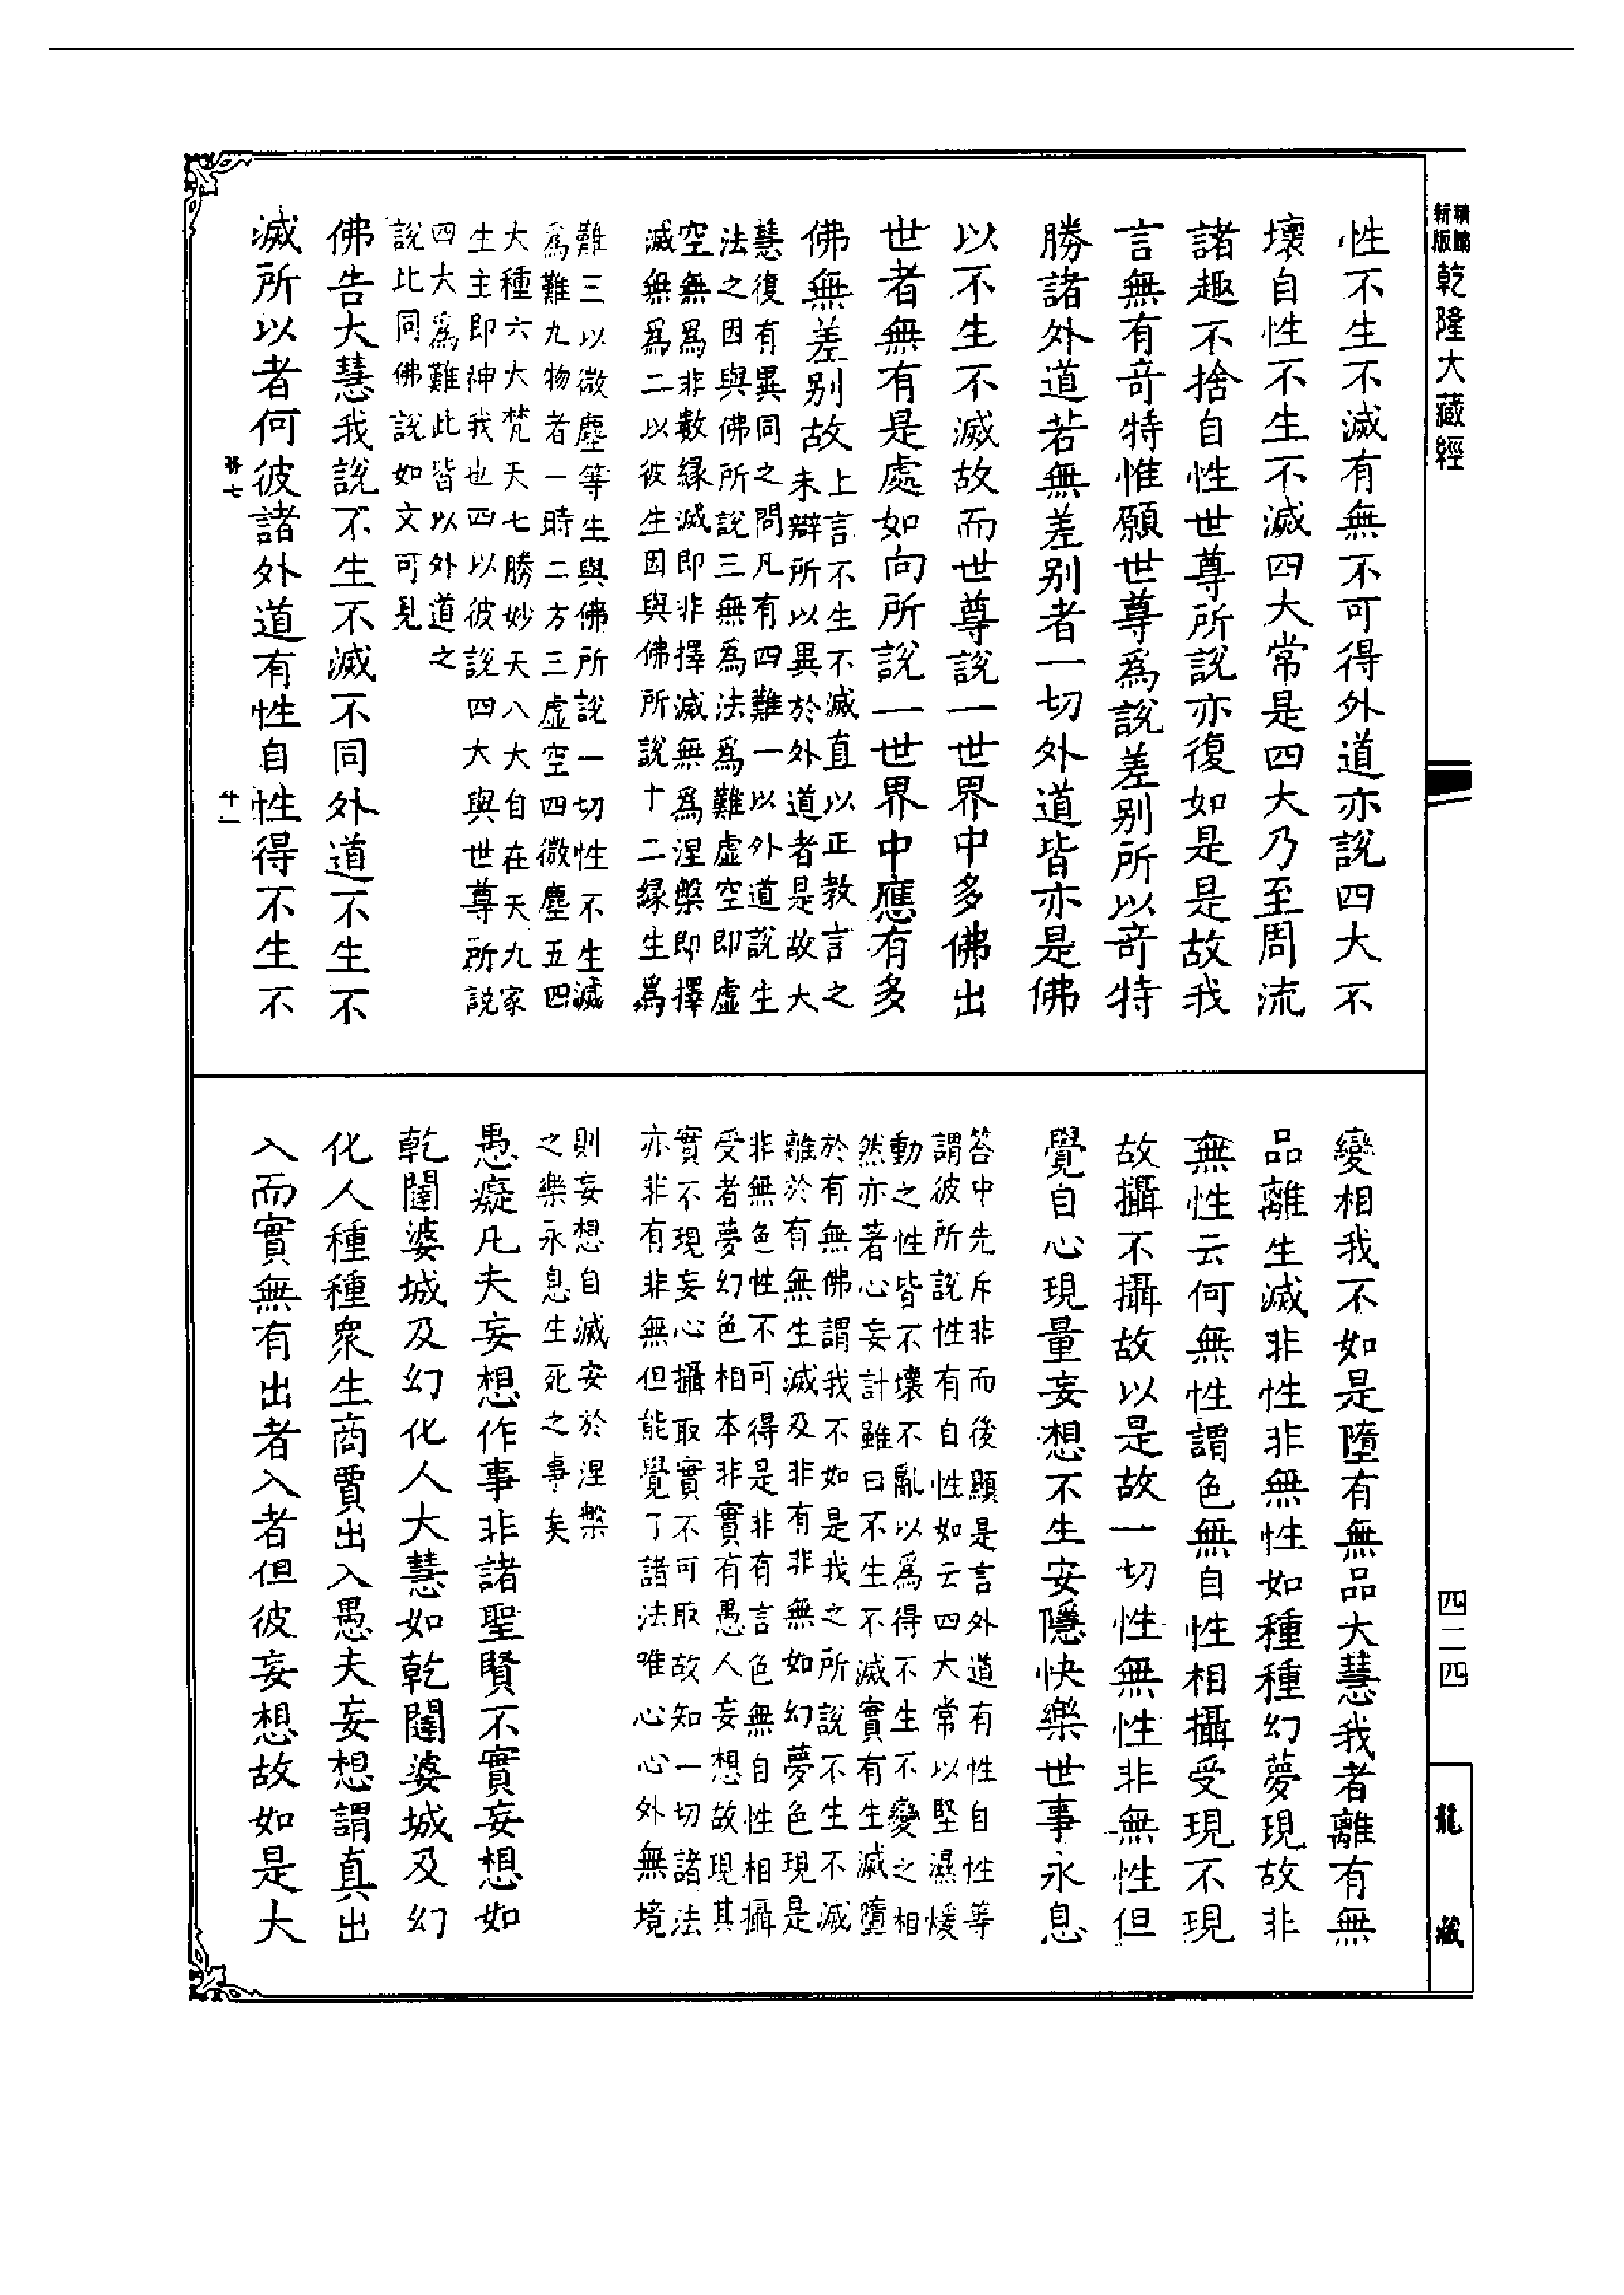 新版
精縮
乾隆大藏經
四二四
龍藏
性不生不滅有無不可得外道亦說四大不
壞自性不生不滅四大常是四大乃至周流
諸趣不捨自性世尊所說亦復如是是故我
言無有奇特惟願世尊爲說差別所以奇特
勝諸外道若無差別者一切外道皆亦是佛
以不生不滅故而世尊說一世界中多佛出
世者無有是處如向所說一世界中應有多
佛無差別故
上言不生不滅直以正教言之
未辯所以異於外道者是故大
慧復有異同之問凡有四難一以外道說生
法之因與佛所說三無爲法爲難虛空即虛
空無爲非數緣滅即非擇滅無爲涅槃即擇
滅無爲二以彼生因與佛所說十二緣生爲
難三以微塵等生與佛所說一切性不生滅
爲難九物者一時二方三虛空四微塵五四
大種六大梵天七勝妙天八大自在天九家
生主即神我也四以彼說四大與世尊所說
四大爲難此皆以外道之
說比同佛說如文可見
佛告大慧我說不生不滅不同外道不生不
滅所以者何彼諸外道有性自性得不生不
務七
廿一
變相我不如是墮有無品大慧我者離有無
品離生滅非性非無性如種種幻夢現故非
無性云何無性謂色無自性相攝受現不現
故攝不攝故以是故一切性無性非無性但
覺自心現量妄想不生安隱快樂世事永息
答中先斥非而後顯是言外道有性自性等
謂彼所說性有自性如云四大常以堅濕煖
動之性皆不壞不亂以爲得不生不變之相
然亦著心妄計雖曰不生不滅實有生滅墮
於有無佛謂我不如是我之所說不生不滅
離於有無生滅及非有非無如幻夢色現是
非無色性不可得是非有言色無自性相攝
受者夢幻色相本非實有愚人妄想故現其
實不現妄心攝取實不可取故知一切諸法
亦非有非無但能覺了諸法唯心心外無境
則妄想自滅安於涅槃
之樂永息生死之事矣
愚癡凡夫妄想作事非諸聖賢不實妄想如
乾闥婆城及幻化人大慧如乾闥婆城及幻
化人種種衆生商賈出入愚夫妄想謂真出
入而實無有出者入者但彼妄想故如是大